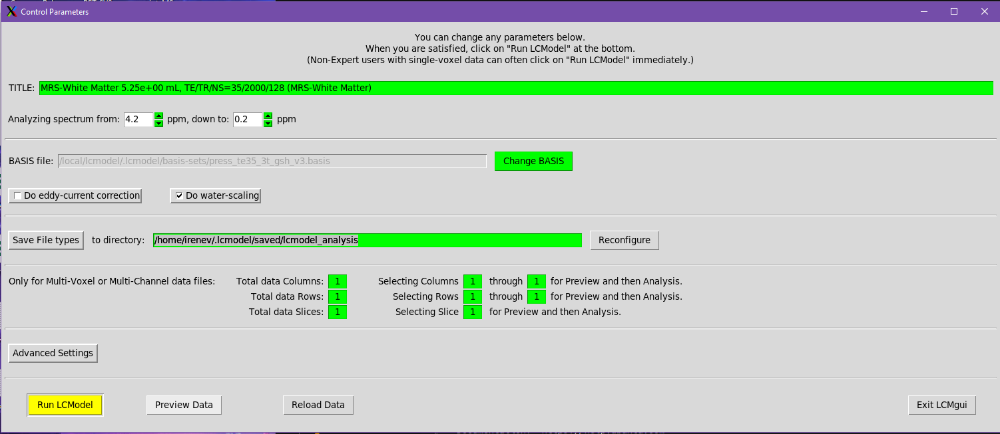 Control Parameters
You can change any parameters below.
When you are satisfied, click on "Run LCModel" at the bottom.
(Non-Expert users with single-voxel data can often click on "Run LCModel" immediately.)
TITLE: MRS-White Matter 5.25e+00 mL, TE/TR/NS=35/2000/128 (MRS-White Matter)
Analyzing spectrum from: 4.2 ppm, down to: 0.2 ppm
BASIS file: /local/lcmodel/.lcmodel/basis-sets/press_te35_3t_gsh_v3.basis Change BASIS
Do eddy-current correction Do water-scaling
Save File types to directory: /home/irenev/.lcmodel/saved/lcmodel_analysis Reconfigure
Only for Multi-Voxel or Multi-Channel data files: Total data Columns: 1 Selecting Columns 1 through 1 for Preview and then Analysis.
Total data Rows: 1 Selecting Rows 1 through 1 for Preview and then Analysis.
Total data Slices: 1 Selecting Slice 1 for Preview and then Analysis.
Advanced Settings
Run LCModel Preview Data Reload Data Exit LCMgui